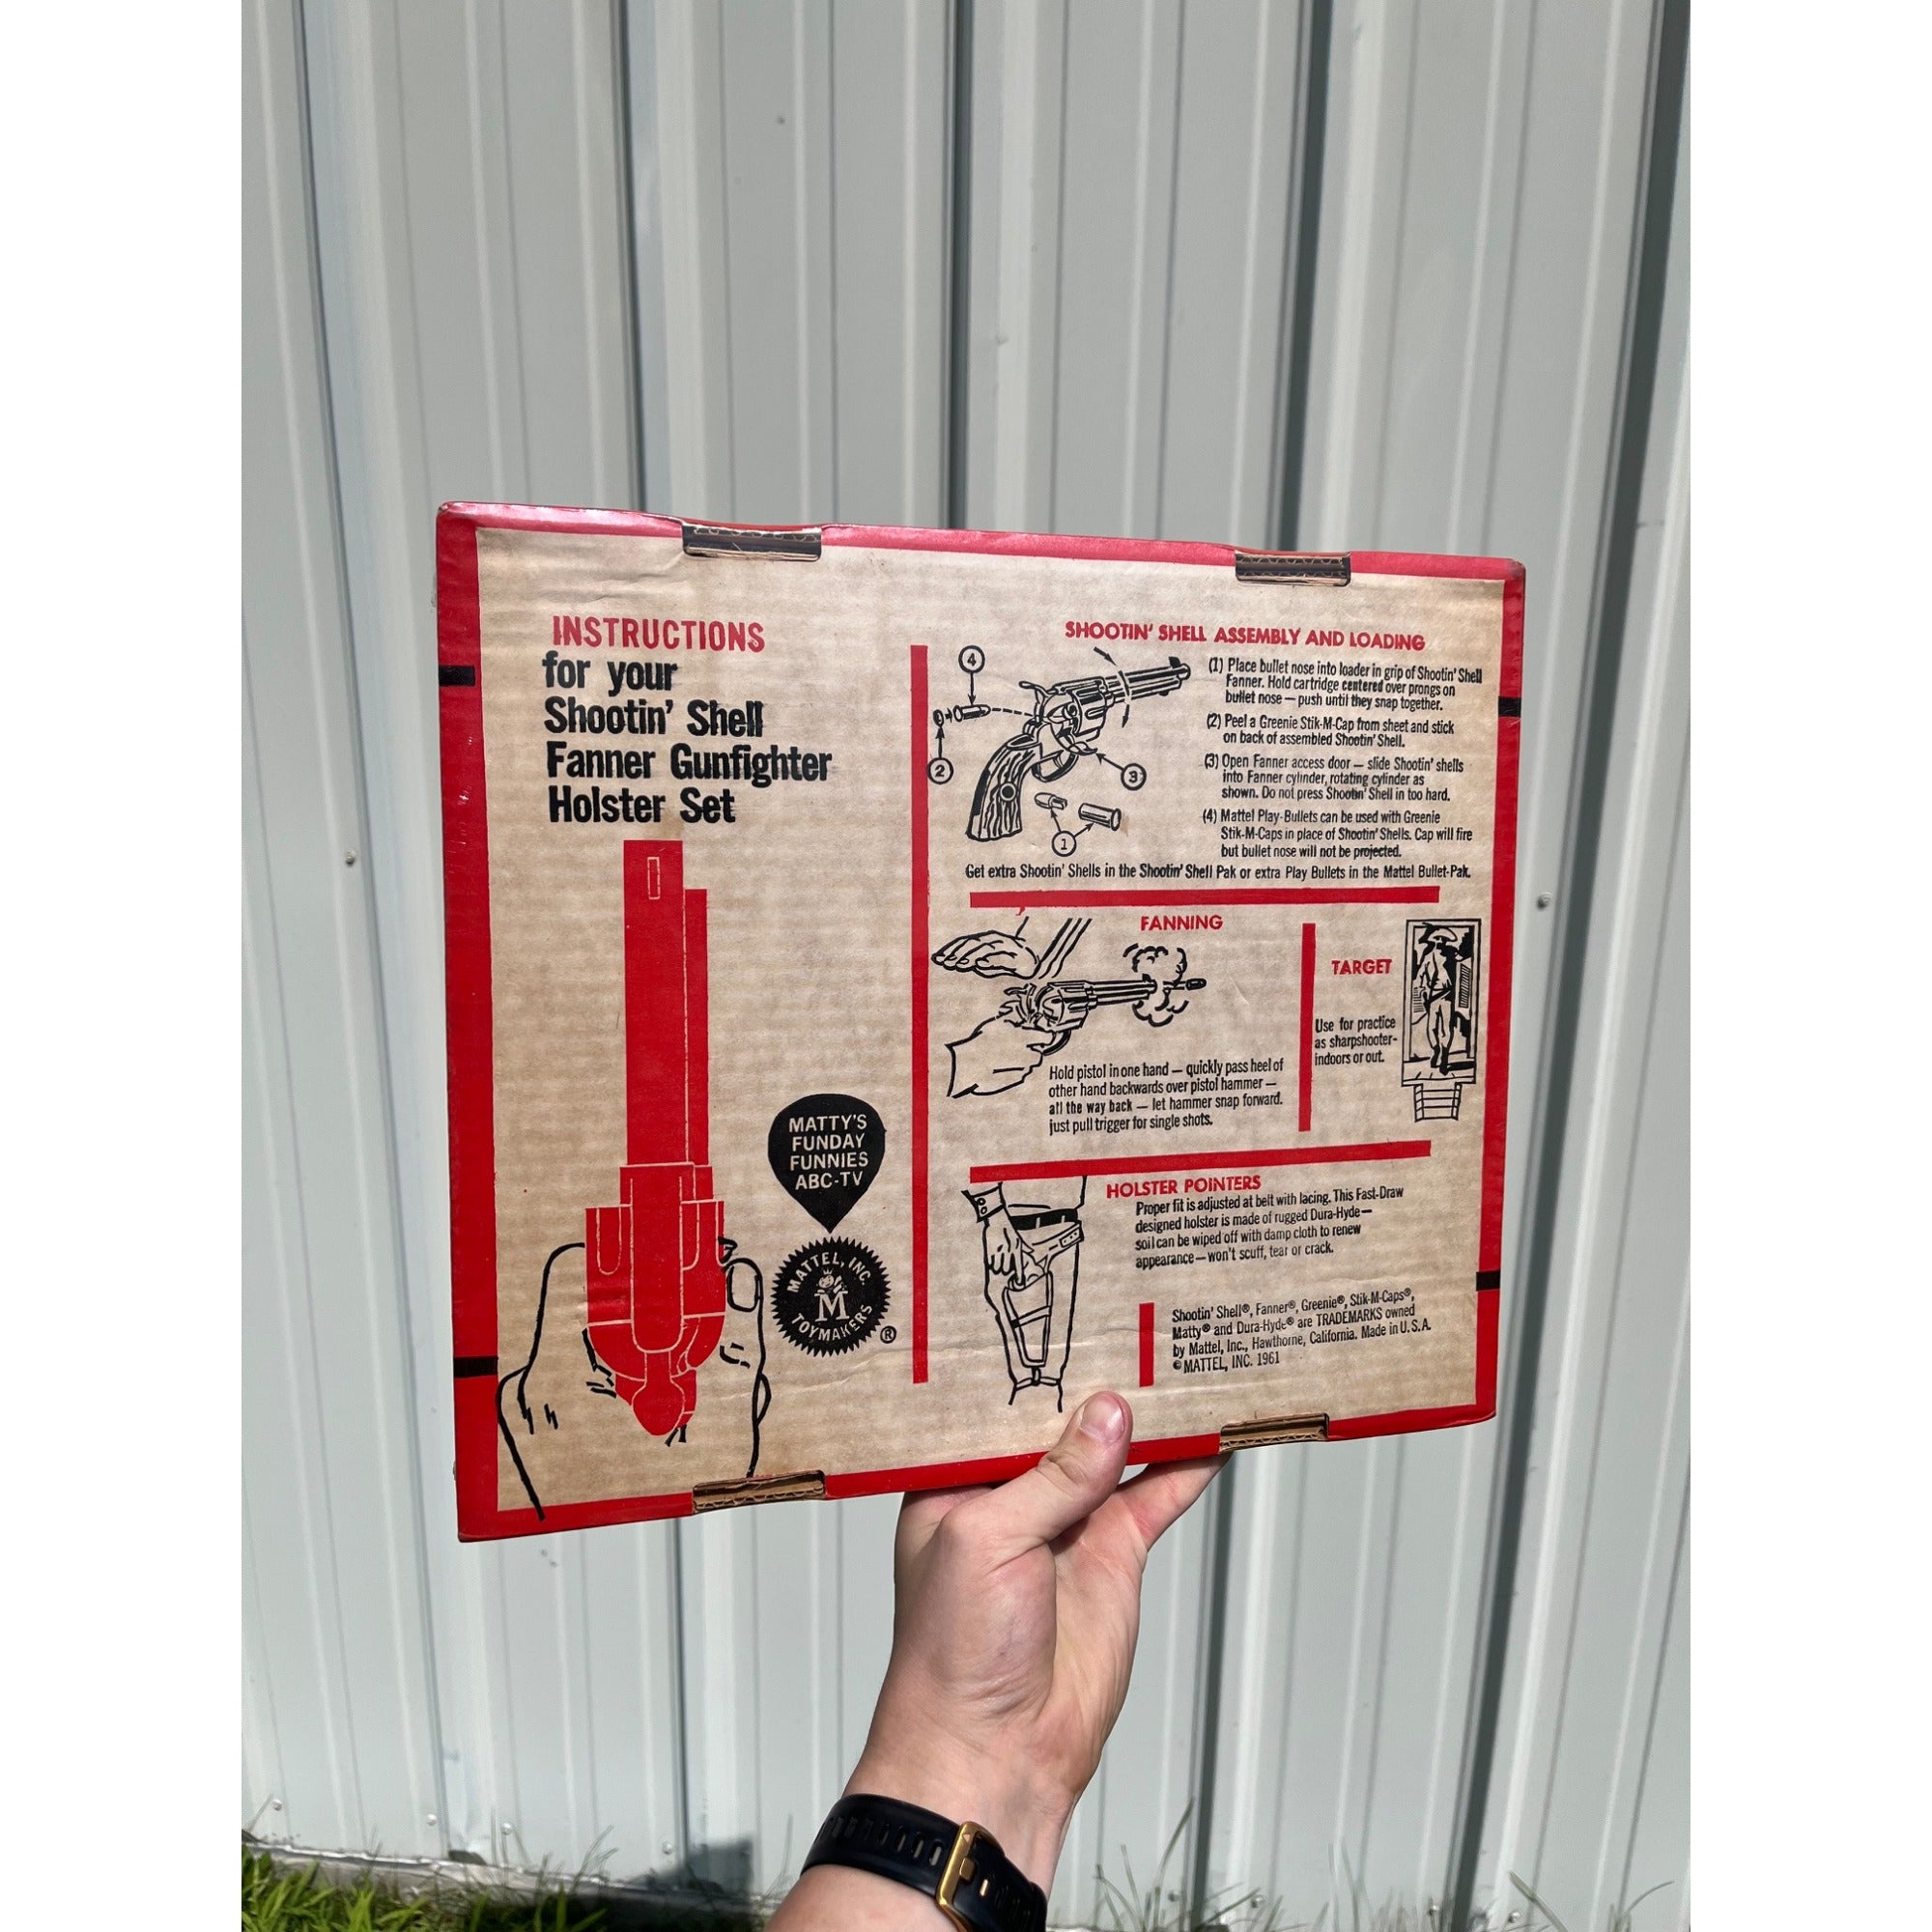 INSTRUCTIONS
for your
Shootin' Shell
Fanner Gunfighter
Holster Set
MATTY'S
FUNDAY
FUNNIES
ABC-TV
MATTEL, INC.
M
TOYMAKERS
®
SHOOTIN' SHELL ASSEMBLY AND LOADING
4
2
3
1
(1) Place bullet nose into loader in grip of Shootin' Shell
Fanner. Hold cartridge centered over prongs on
bullet nose — push until they snap together.
(2) Peel a Greenie Stik-M-Cap from sheet and stick
on back of assembled Shootin' Shell.
(3) Open Fanner access door — slide Shootin' shells
into Fanner cylinder, rotating cylinder as
shown. Do not press Shootin' Shell in too hard.
(4) Mattel Play-Bullets can be used with Greenie
Stik-M-Caps in place of Shootin' Shells. Cap will fire
but bullet nose will not be projected.
Get extra Shootin' Shells in the Shootin' Shell Pak or extra Play Bullets in the Mattel Bullet-Pak.
FANNING
Hold pistol in one hand — quickly pass heel of
other hand backwards over pistol hammer —
all the way back — let hammer snap forward.
just pull trigger for single shots.
TARGET
Use for practice
as sharpshooter-
indoors or out.
HOLSTER POINTERS
Proper fit is adjusted at belt with lacing. This Fast-Draw
designed holster is made of rugged Dura-Hyde—
soil can be wiped off with damp cloth to renew
appearance — won't scuff, tear or crack.
Shootin' Shell®, Fanner®, Greenie®, Stik-M-Caps®,
Matty® and Dura-Hyde® are TRADEMARKS owned
by Mattel, Inc., Hawthorne, California. Made in U.S.A.
©MATTEL, INC. 1961